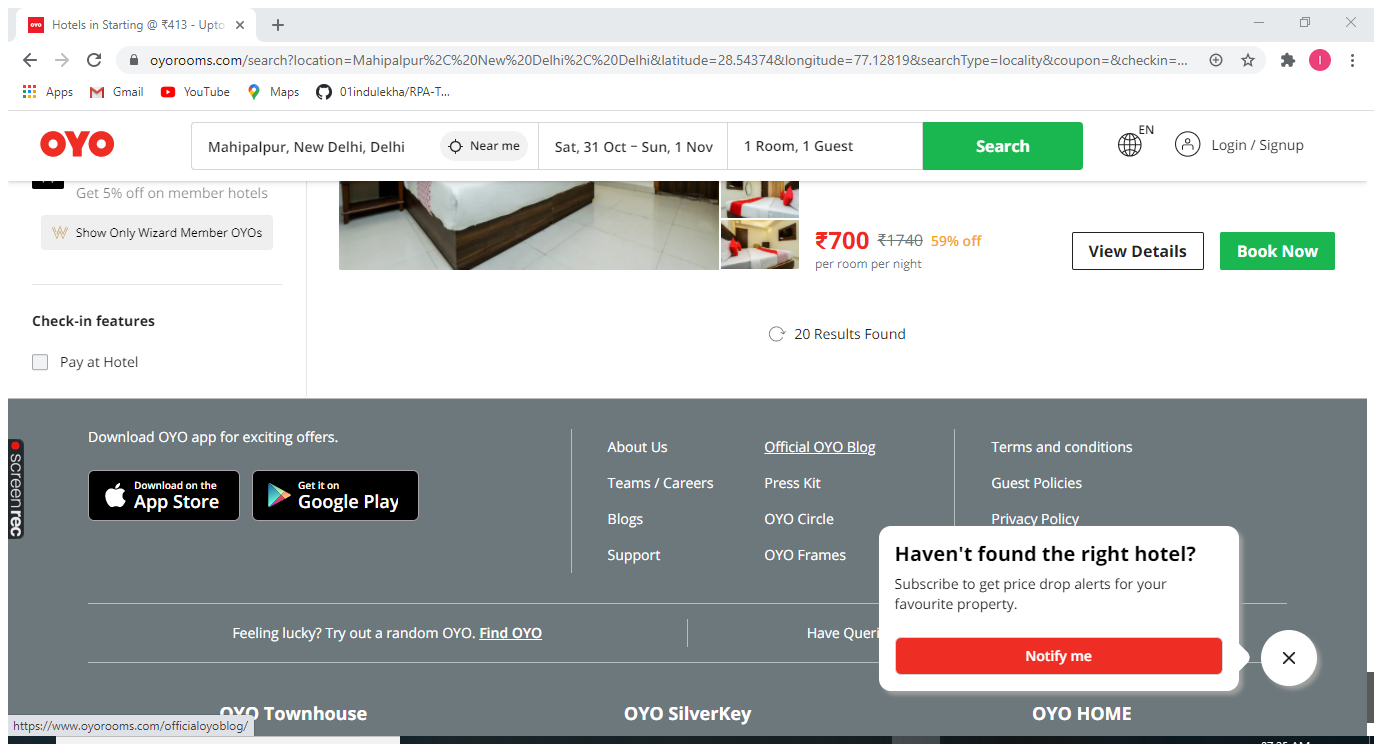 OYO Hotels in Starting @ ₹413 - Upto
oyorooms.com/search?location=Mahipalpur%2C%20New%20Delhi%2C%20Delhi&latitude=28.54374&longitude=77.12819&searchType=locality&coupon=&checkin=...
I
Apps Gmail YouTube Maps 01indulekha/RPA-T...
OYO
Mahipalpur, New Delhi, Delhi Near me Sat, 31 Oct – Sun, 1 Nov 1 Room, 1 Guest Search EN Login / Signup
Get 5% off on member hotels
W Show Only Wizard Member OYOs
₹700 ₹1740 59% off
per room per night
View Details Book Now
Check-in features
Pay at Hotel
20 Results Found
Download OYO app for exciting offers.
Download on the
App Store
Get it on
Google Play
About Us
Teams / Careers
Blogs
Support
Official OYO Blog
Press Kit
OYO Circle
OYO Frames
Terms and conditions
Guest Policies
Privacy Policy
screenrec
Haven't found the right hotel?
Subscribe to get price drop alerts for your
favourite property.
Notify me
Feeling lucky? Try out a random OYO. Find OYO
Have Queri
OYO Townhouse OYO SilverKey OYO HOME
https://www.oyorooms.com/officialoyoblog/